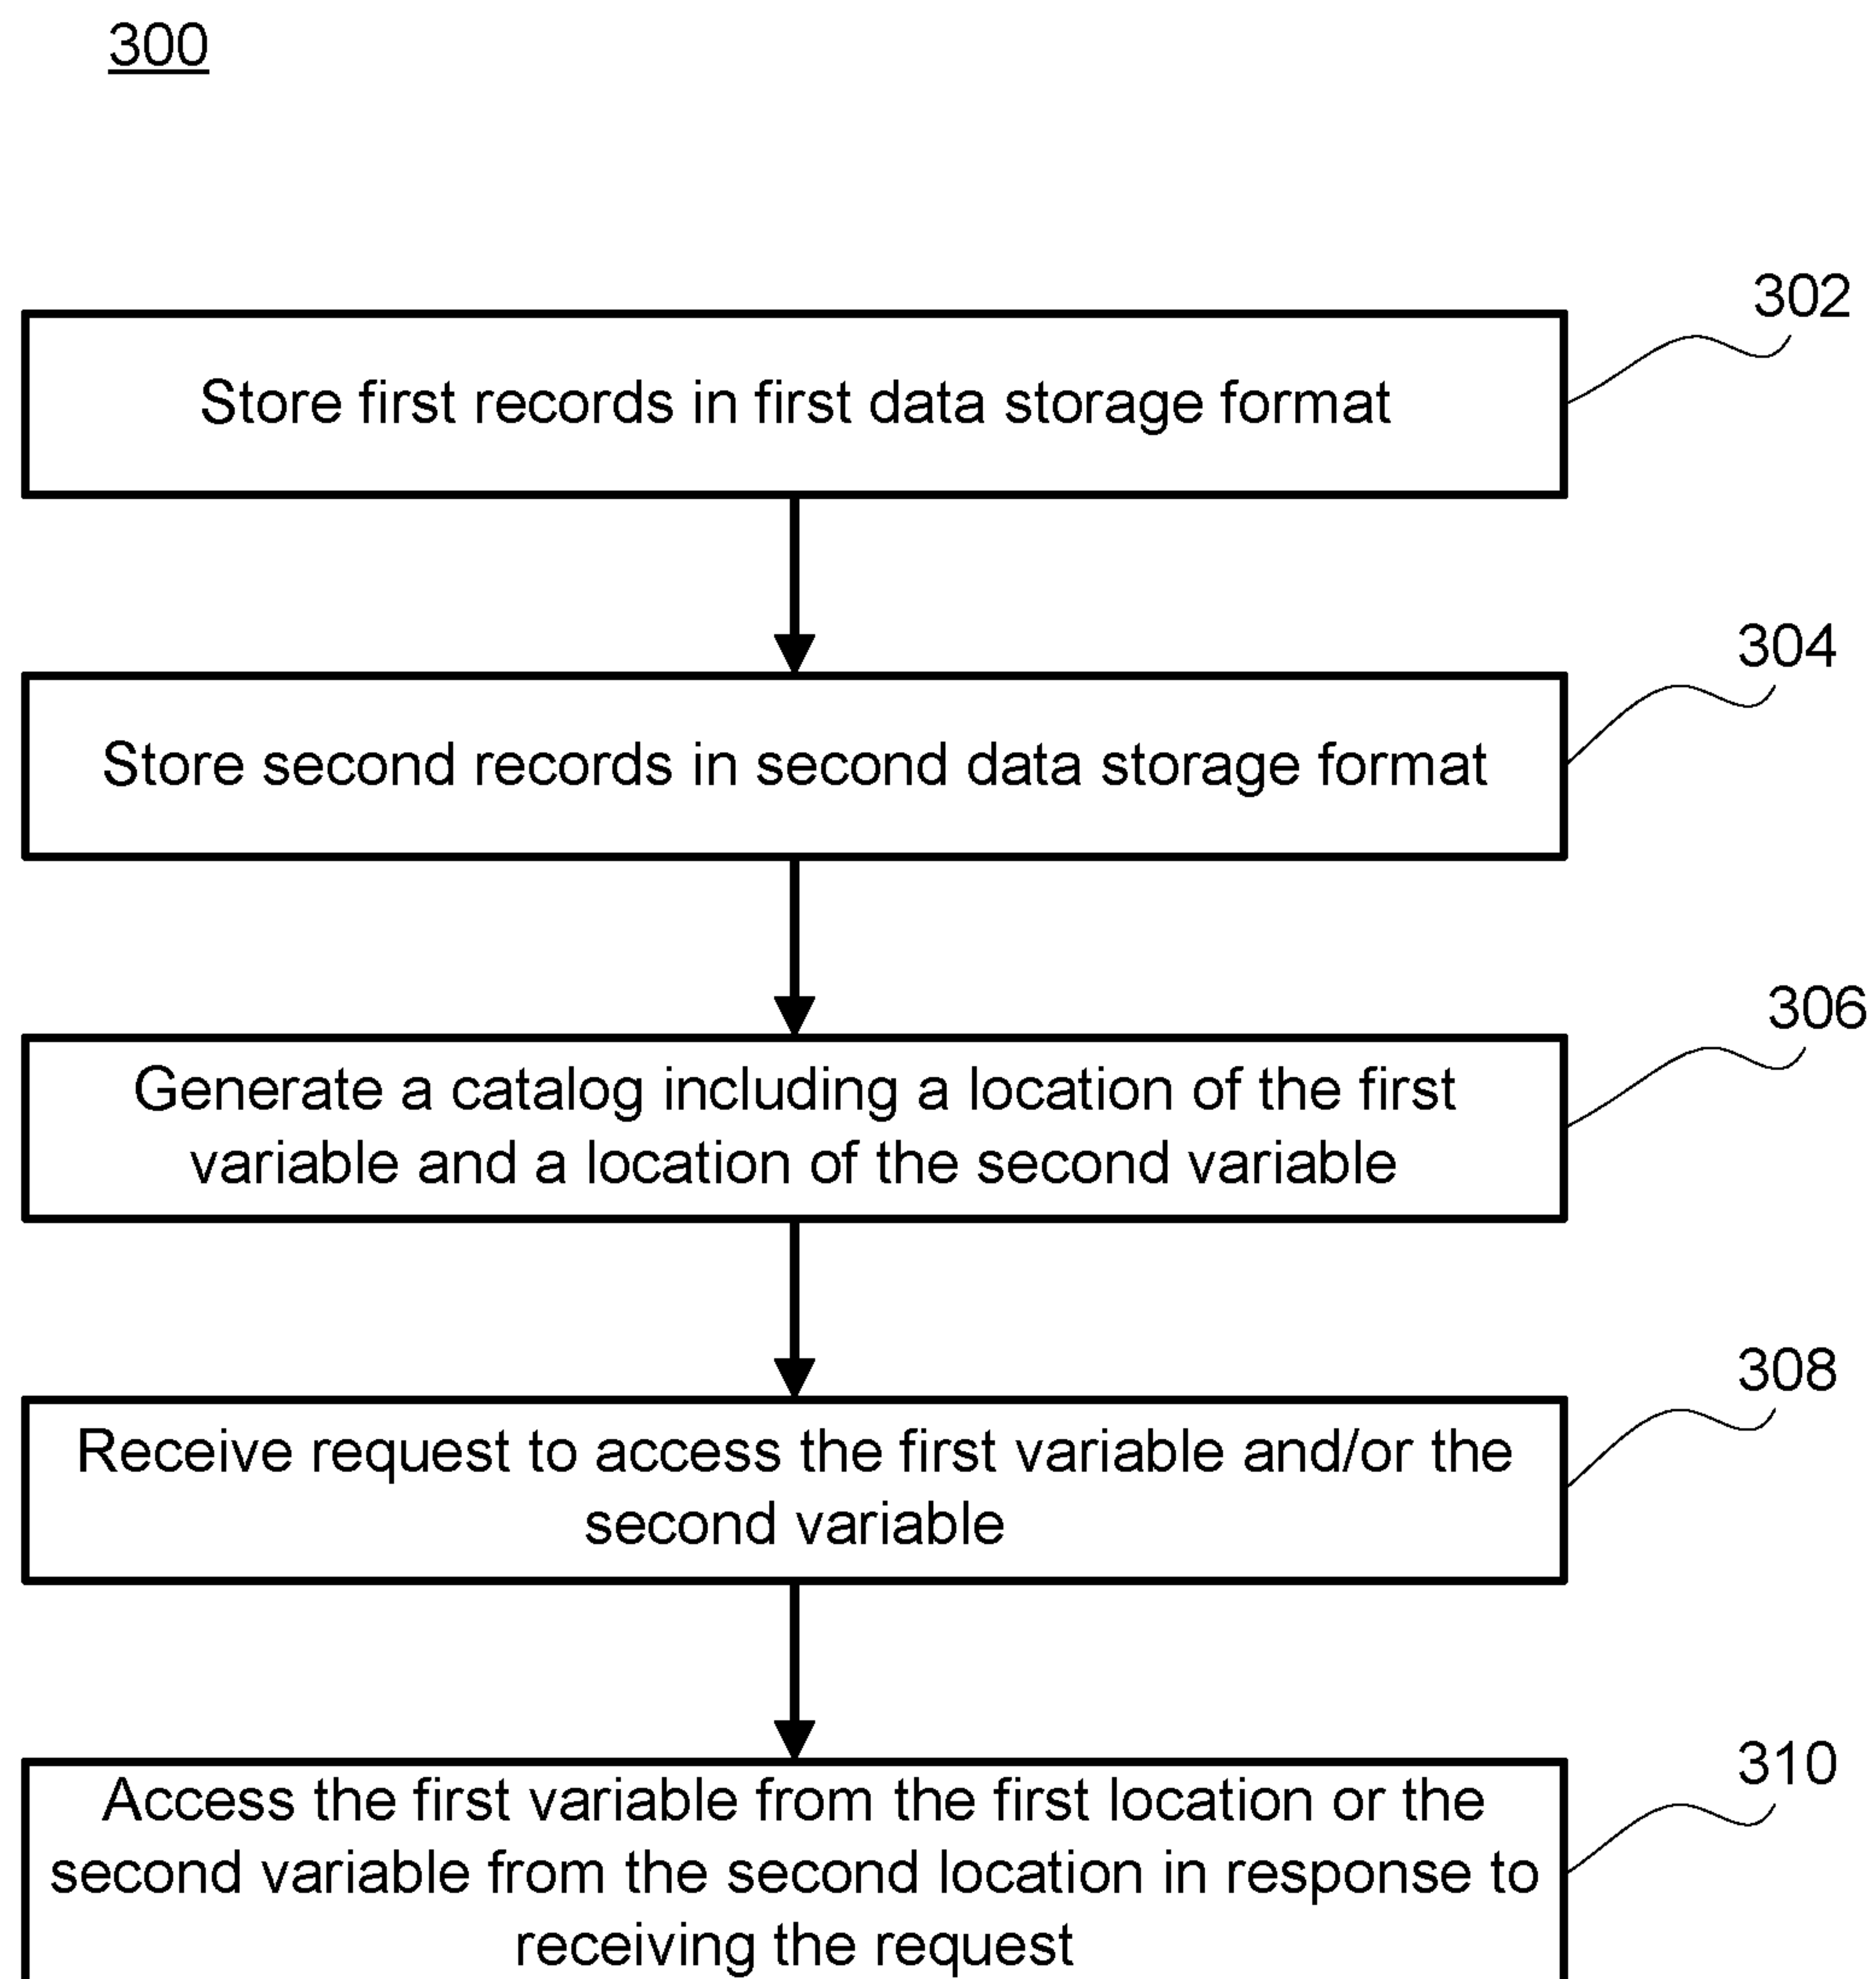 300
302
Store first records in first data storage format
304
Store second records in second data storage format
306
Generate a catalog including a location of the first
variable and a location of the second variable
308
Receive request to access the first variable and/or the
second variable
310
Access the first variable from the first location or the
second variable from the second location in response to
receiving the request